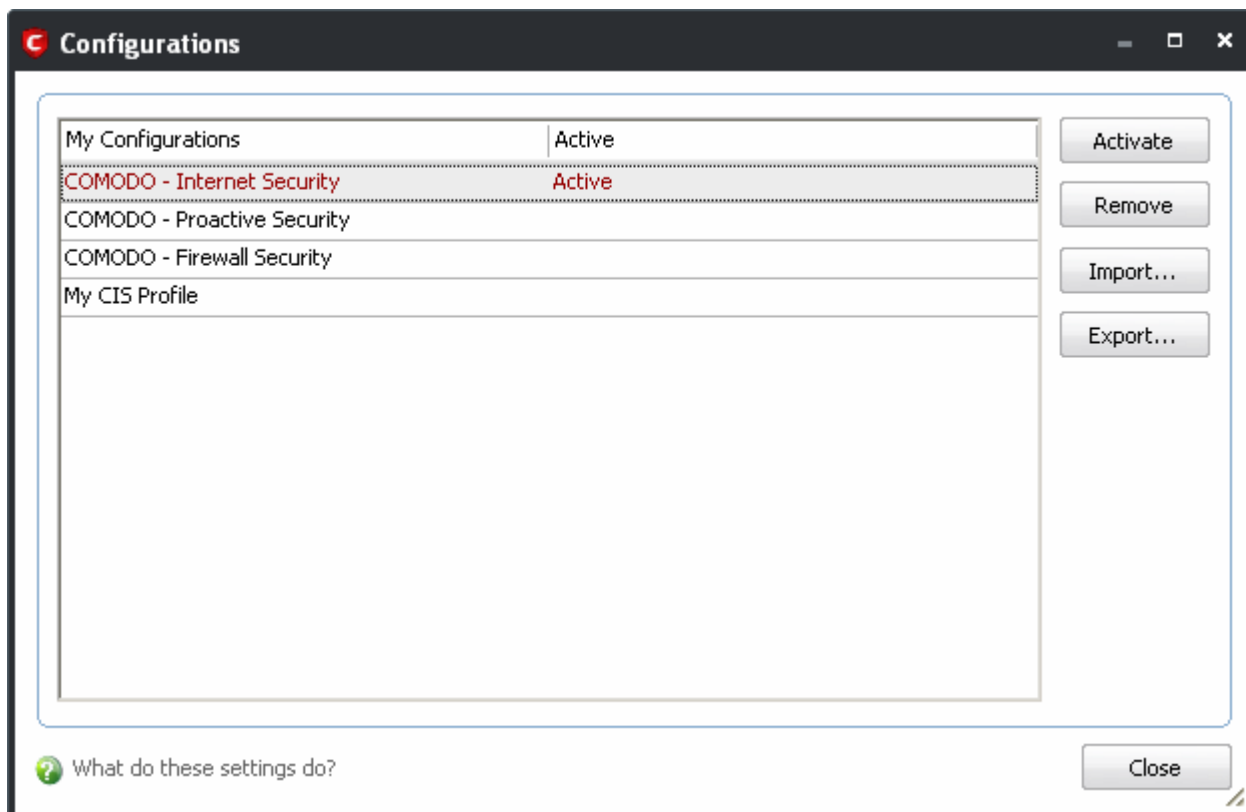 Configurations
My Configurations Active
COMODO - Internet Security Active
COMODO - Proactive Security
COMODO - Firewall Security
My CIS Profile
Activate
Remove
Import...
Export...
What do these settings do?
Close